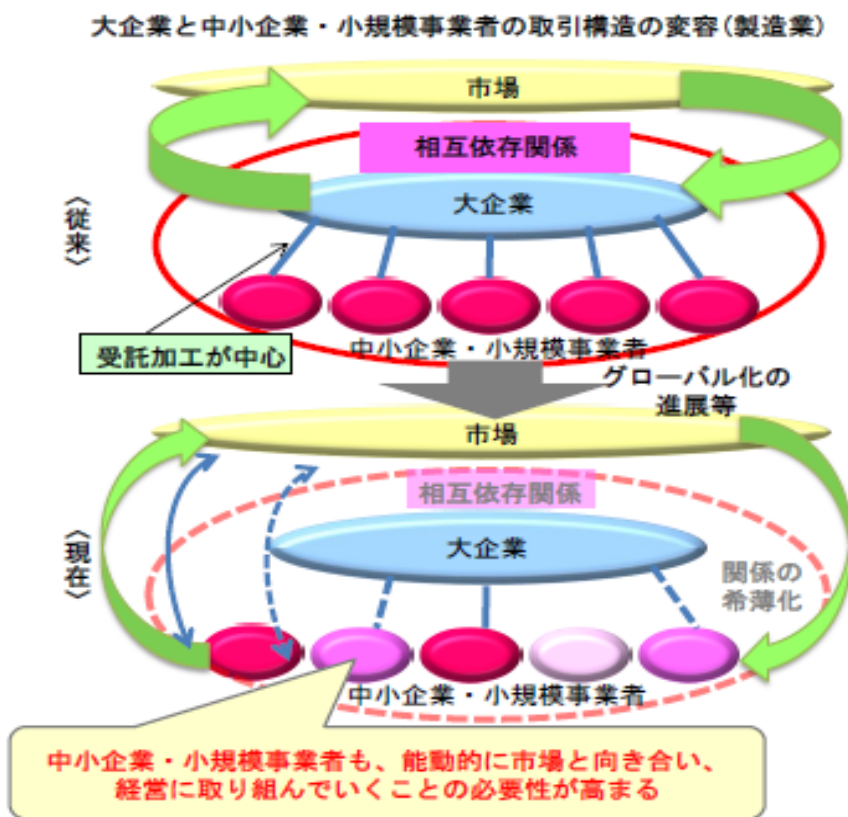 大企業と中小企業・小規模事業者の取引構造の変容(製造業)
市場
相互依存関係
大企業
〈従来〉
受託加工が中心
中小企業・小規模事業者
グローバル化の
進展等
市場
相互依存関係
大企業
〈現在〉
関係の
希薄化
中小企業・小規模事業者
中小企業・小規模事業者も、能動的に市場と向き合い、
経営に取り組んでいくことの必要性が高まる